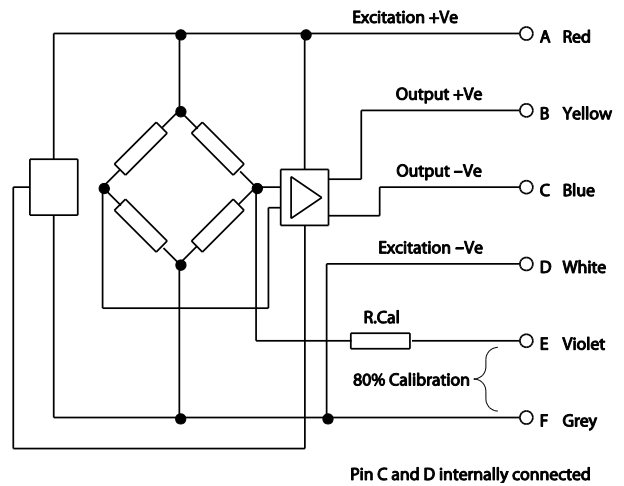 Excitation +Ve
A Red
Output +Ve
B Yellow
Output –Ve
C Blue
Excitation –Ve
D White
R.Cal
E Violet
80% Calibration
F Grey
Pin C and D internally connected